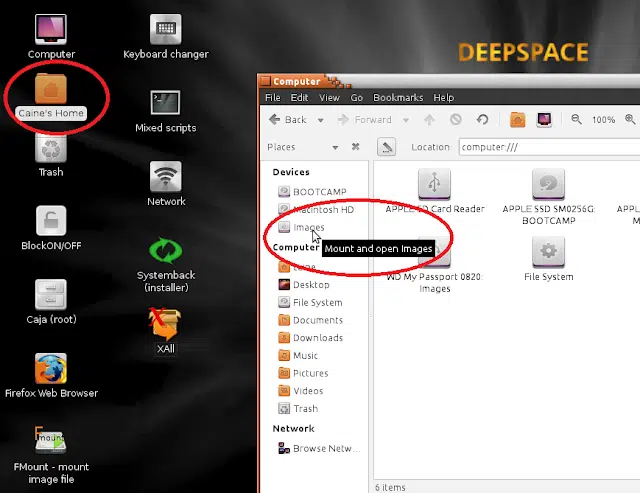 Computer
Keyboard changer
Caine's Home
Mixed scripts
Trash
Network
BlockON/OFF
Systemback
(installer)
Caja (root)
XAll
Firefox Web Browser
Fmount
FMount - mount
image file
DEEPSPACE
Computer
File Edit View Go Bookmarks Help
Back Forward 100%
Places Location: computer:///
Devices
BOOTCAMP
Macintosh HD
Images
Mount and open Images
Computer
Desktop
File System
Documents
Downloads
Music
Pictures
Videos
Trash
Network
Browse Netw...
APPLE SD Card Reader
APPLE SSD SM0256G:
BOOTCAMP
WD My Passport 0820:
Images
File System
6 items